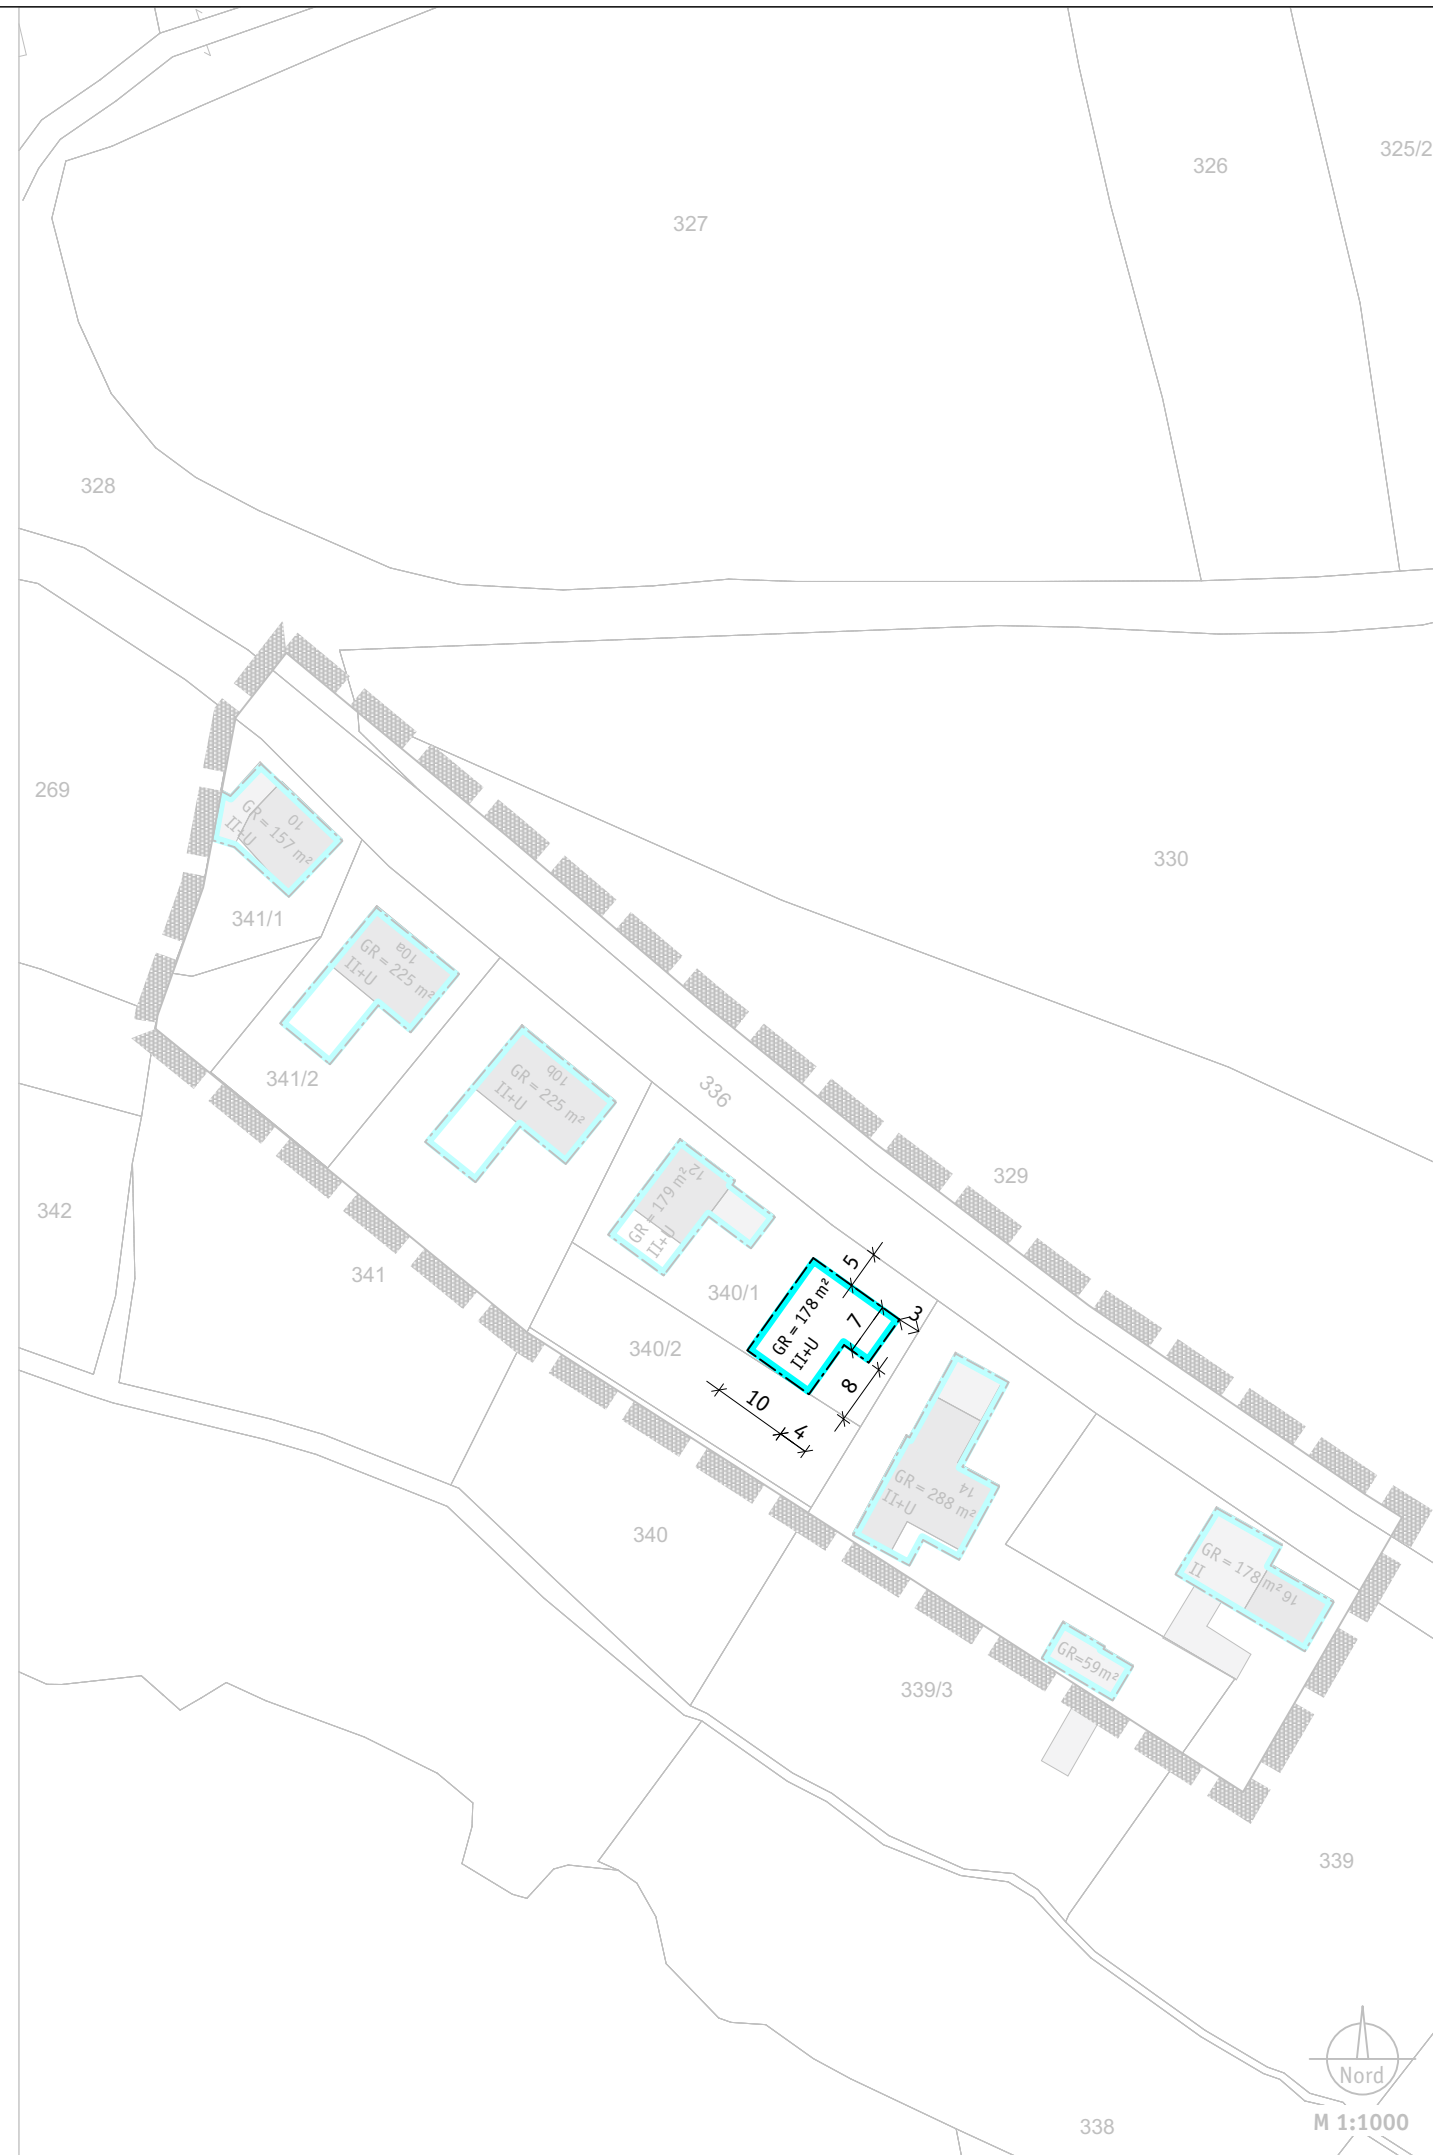 326
325/2
327
328
269
330
10
GR = 157 m²
II+U
341/1
10a
GR = 225 m²
II+U
341/2
10b
GR = 225 m²
II+U
336
329
12
GR = 179 m²
II+U
342
341
340/1
340/2
5
GR = 178 m²
II+U
7
3
8
10
4
14
GR = 288 m²
II+U
340
GR = 178 m²
II
16
GR=59m²
339/3
339
Nord
M 1:1000
338